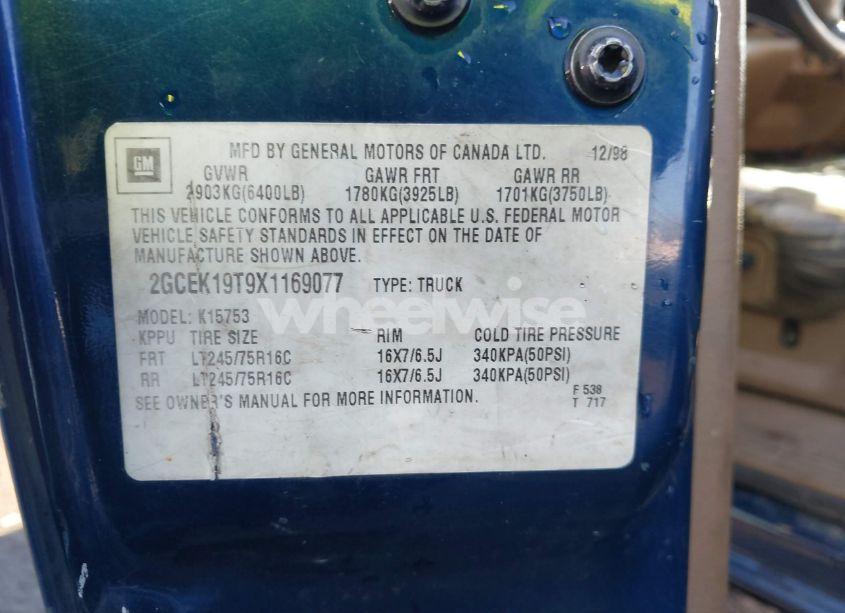 GM
MFD BY GENERAL MOTORS OF CANADA LTD. 12/98
GVWR GAWR FRT GAWR RR
2903KG(6400LB) 1780KG(3925LB) 1701KG(3750LB)
THIS VEHICLE CONFORMS TO ALL APPLICABLE U.S. FEDERAL MOTOR
VEHICLE SAFETY STANDARDS IN EFFECT ON THE DATE OF
MANUFACTURE SHOWN ABOVE.
2GCEK19T9X1169077 TYPE: TRUCK
wheelwise
MODEL: K15753
KPPU TIRE SIZE RIM COLD TIRE PRESSURE
FRT LT245/75R16C 16X7/6.5J 340KPA(50PSI)
RR LT245/75R16C 16X7/6.5J 340KPA(50PSI)
SEE OWNER'S MANUAL FOR MORE INFORMATION.
F 538
T 717